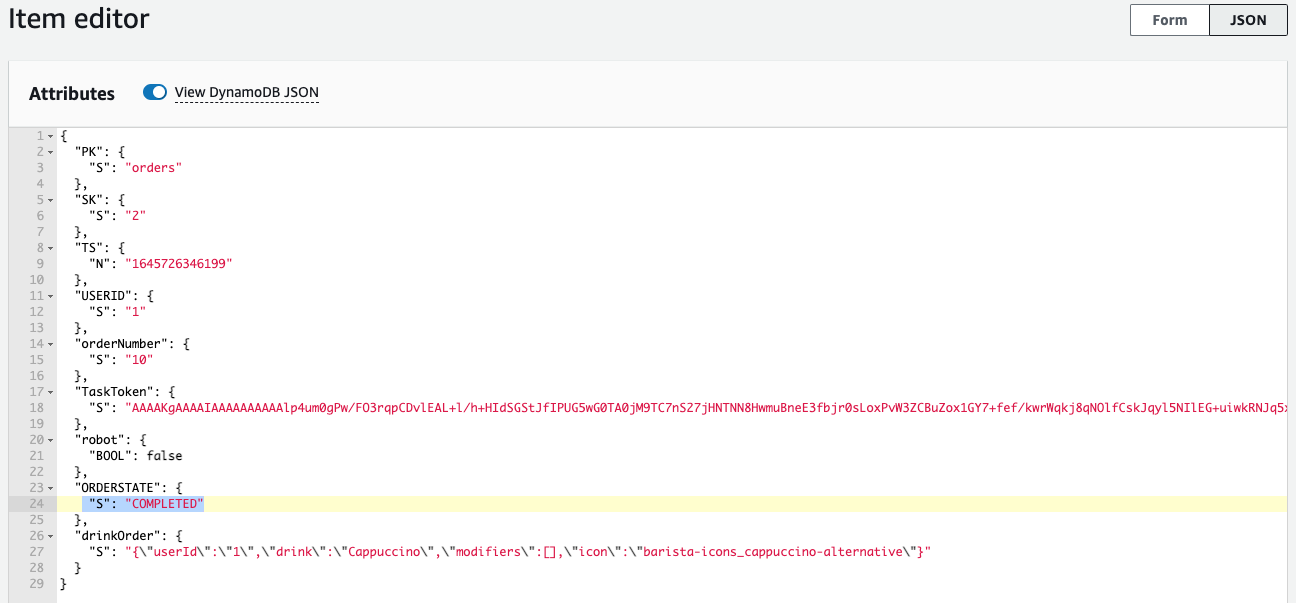 Item editor
Form
JSON
Attributes
View DynamoDB JSON
1 {
2 "PK": {
3 "S": "orders"
4 },
5 "SK": {
6 "S": "2"
7 },
8 "TS": {
9 "N": "1645726346199"
10 },
11 "USERID": {
12 "S": "1"
13 },
14 "orderNumber": {
15 "S": "10"
16 },
17 "TaskToken": {
18 "S": "AAAAKgAAAAIAAAAAAAAAAlp4um0gPw/FO3rqpCDvlEAL+l/h+HIdSGStJfIPUG5wG0TA0jM9TC7nS27jHNTNN8HwmuBneE3fbjr0sLoxPvW3ZCBuZox1GY7+fef/kwrWqkj8qNOlfCskJqyl5NIlEG+uiwkRNJq5
19 },
20 "robot": {
21 "BOOL": false
22 },
23 "ORDERSTATE": {
24 "S": "COMPLETED"
25 },
26 "drinkOrder": {
27 "S": "{\"userId\":\"1\",\"drink\":\"Cappuccino\",\"modifiers\":[],\"icon\":\"barista-icons_cappuccino-alternative\"}"
28 }
29 }